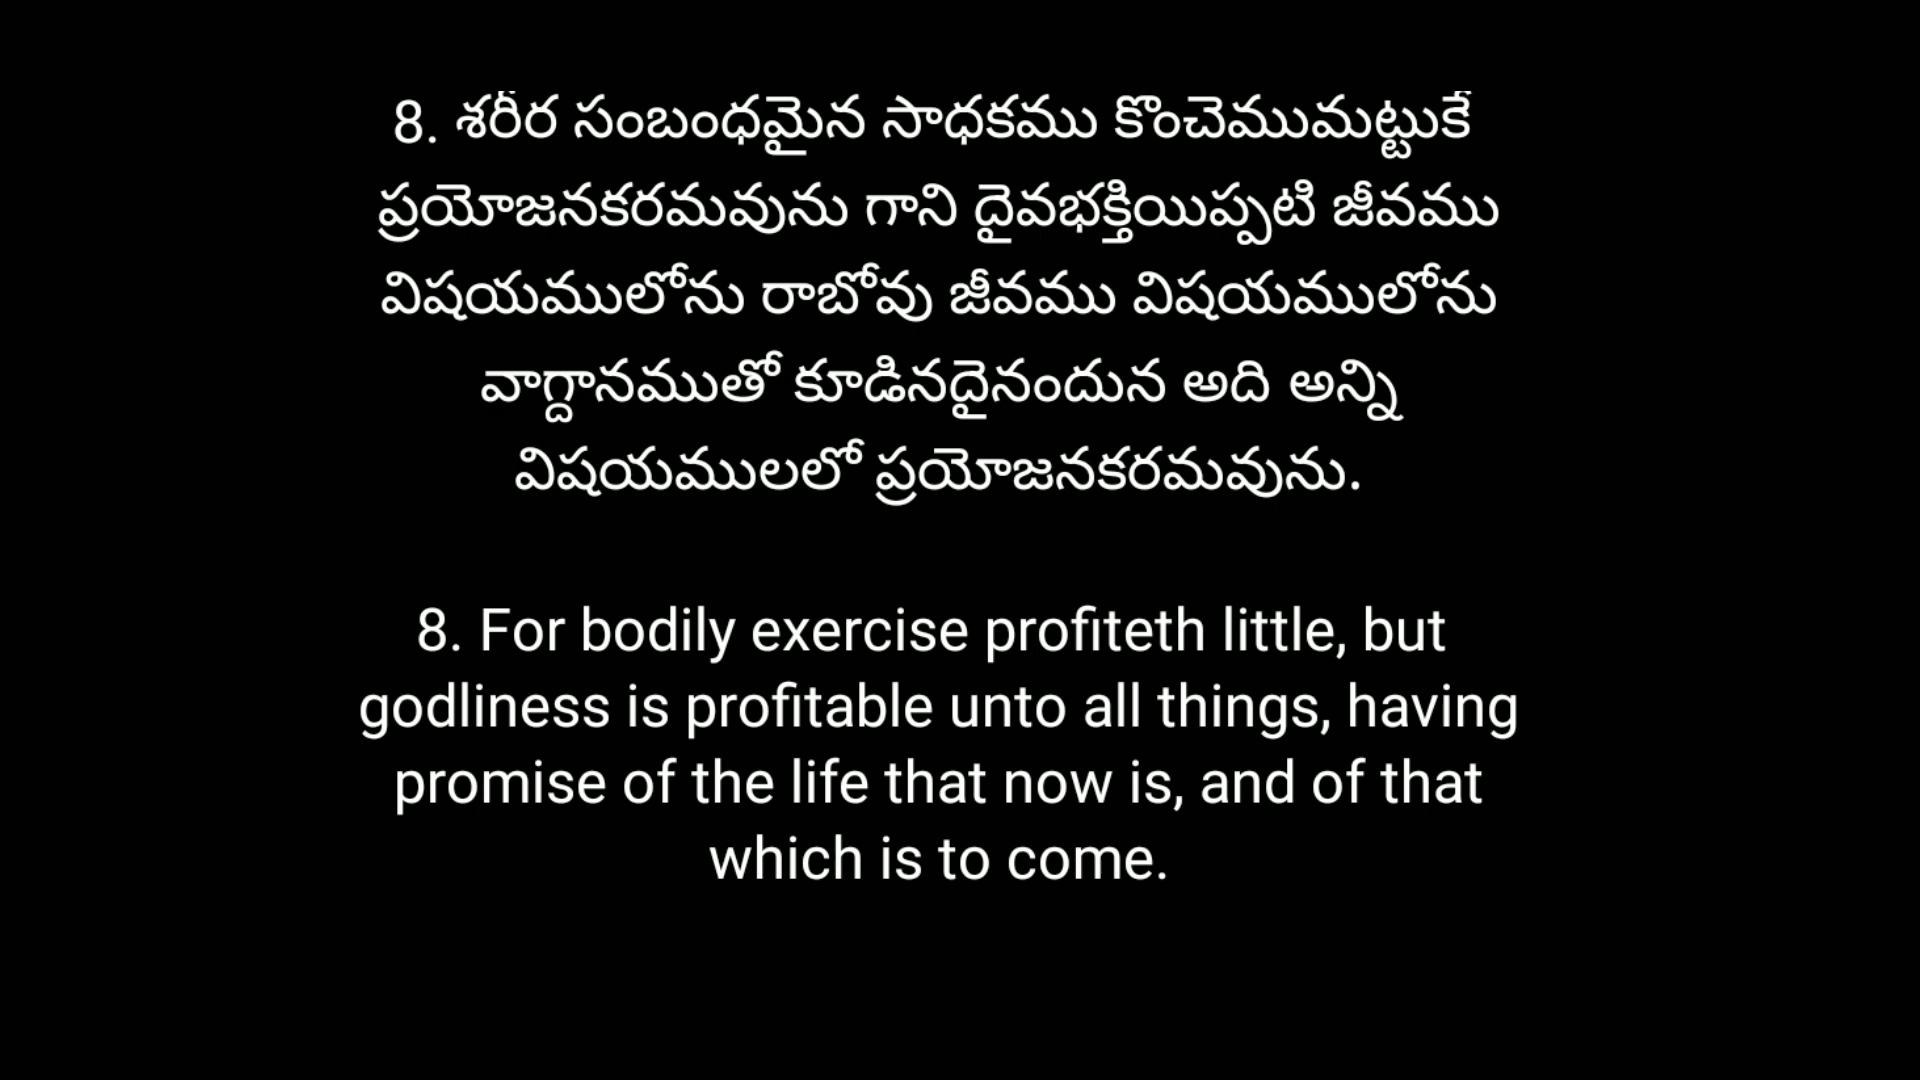 8. శరీర సంబంధమైన సాధకము కొంచెముమట్టుకే
ప్రయోజనకరమవును గాని దైవభక్తియిప్పటి జీవము
విషయములోను రాబోవు జీవము విషయములోను
వాగ్దానముతో కూడినదైనందున అది అన్ని
విషయములలో ప్రయోజనకరమవును.
8. For bodily exercise profiteth little, but
godliness is profitable unto all things, having
promise of the life that now is, and of that
which is to come.